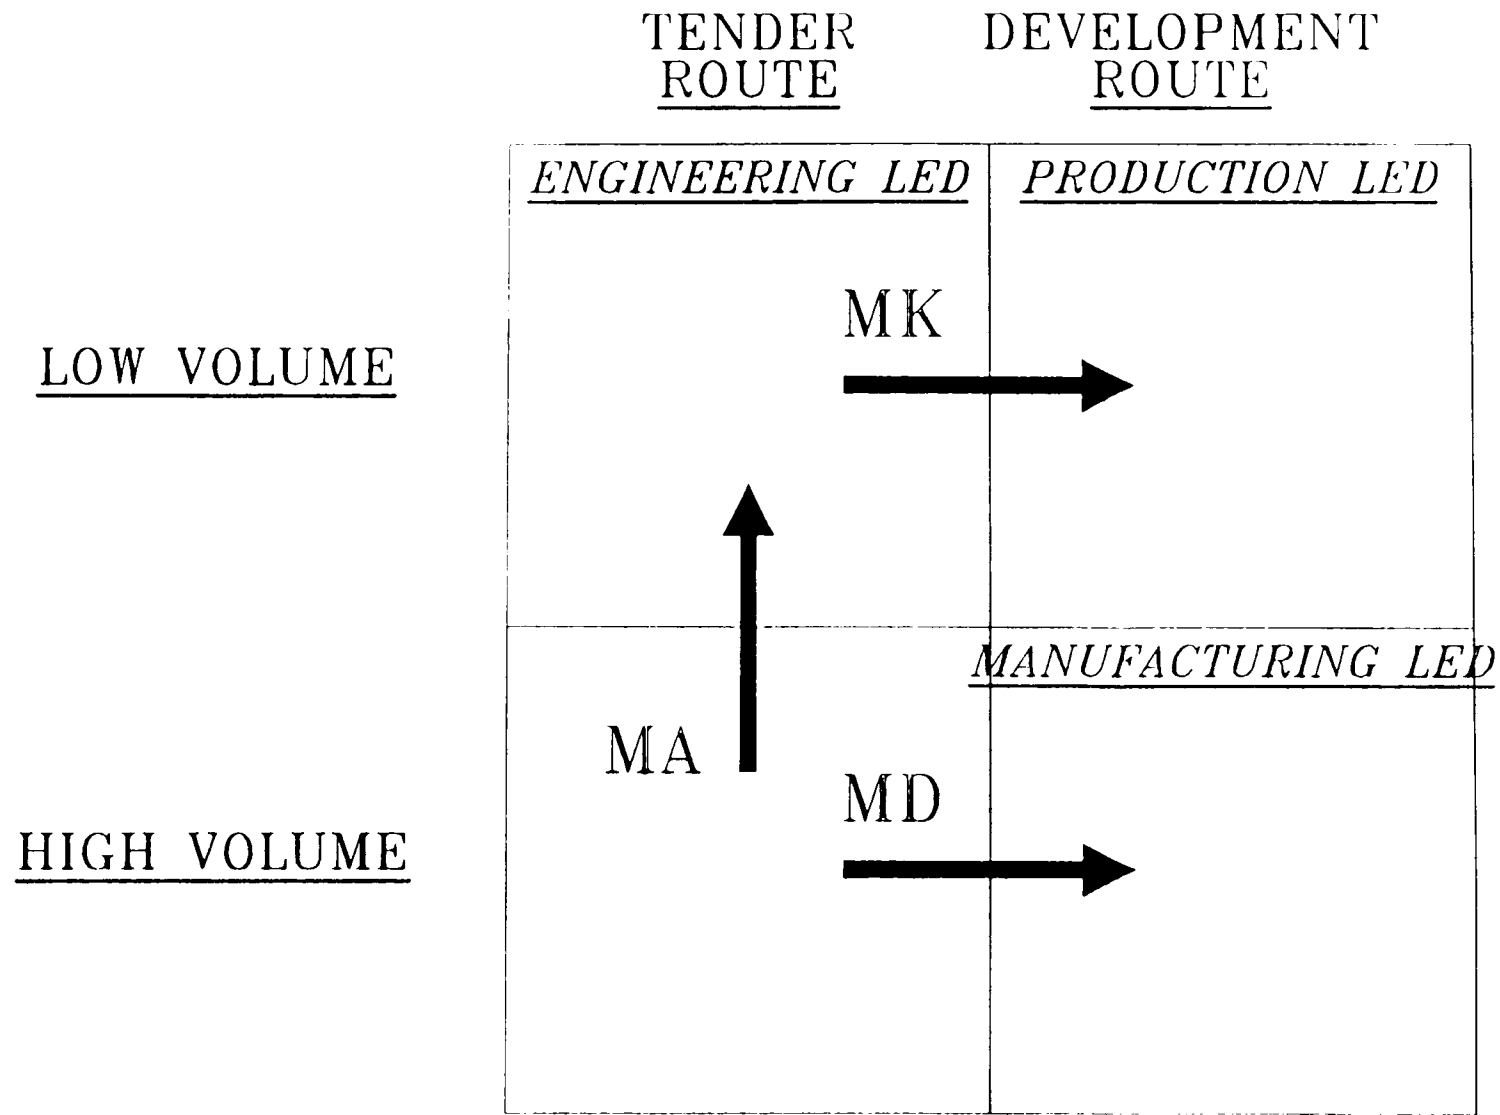 TENDER
ROUTE
DEVELOPMENT
ROUTE
ENGINEERING LED
PRODUCTION LED
MK
LOW VOLUME
MANUFACTURING LED
MA
MD
HIGH VOLUME